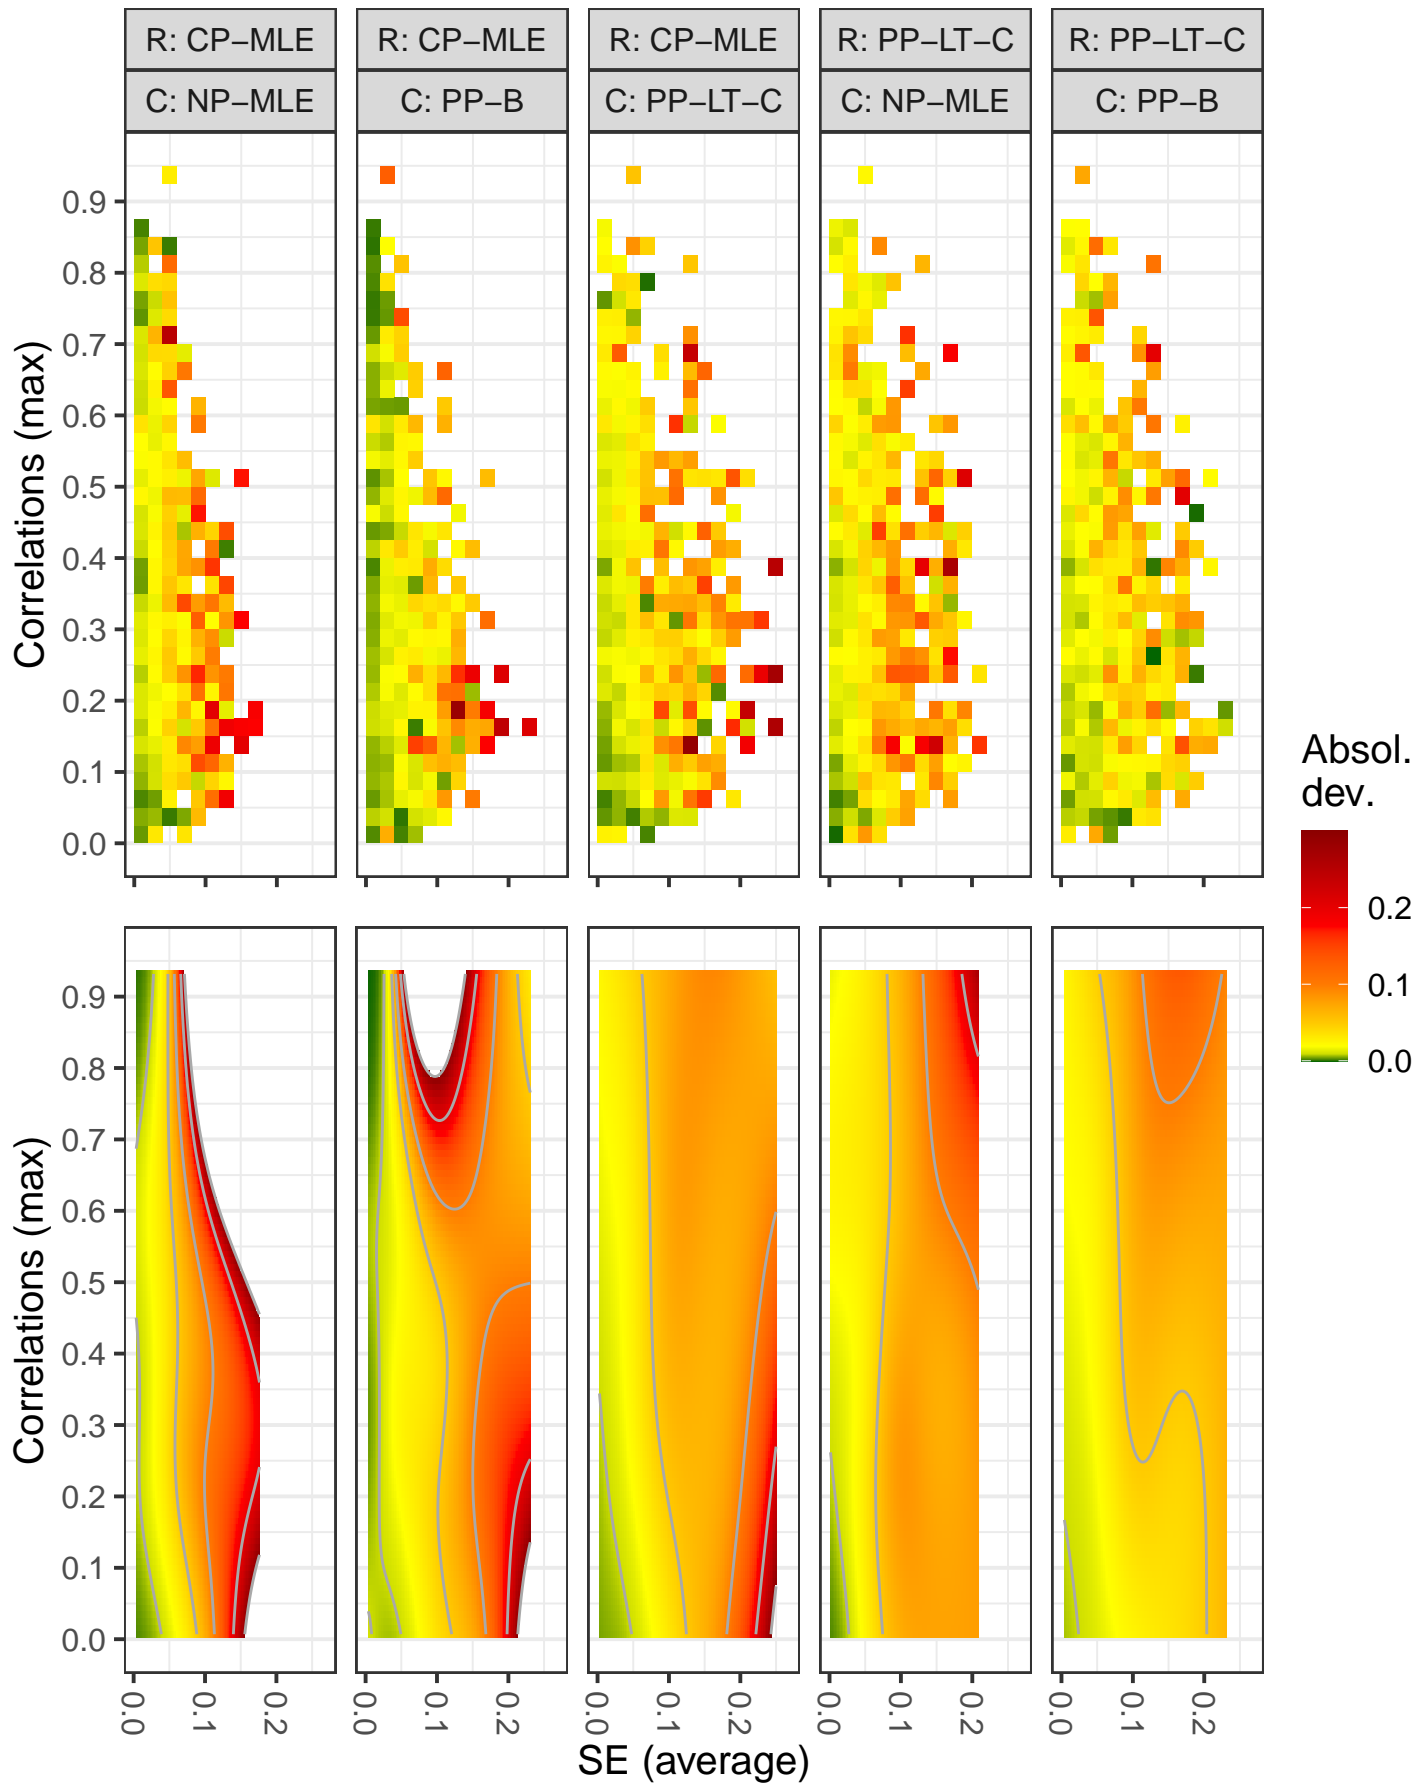 R: CP−MLE R: CP−MLE R: CP−MLE R: PP−LT−C R: PP−LT−C
C: NP−MLE C: PP−B C: PP−LT−C C: NP−MLE C: PP−B
Correlations (max)
0.9
0.8
0.7
0.6
0.5
0.4
0.3
0.2
0.1
0.0
Absol.
dev.
0.2
0.1
0.0
Correlations (max)
0.9
0.8
0.7
0.6
0.5
0.4
0.3
0.2
0.1
0.0
0.0 0.1 0.2 0.0 0.1 0.2 0.0 0.1 0.2 0.0 0.1 0.2 0.0 0.1 0.2
SE (average)